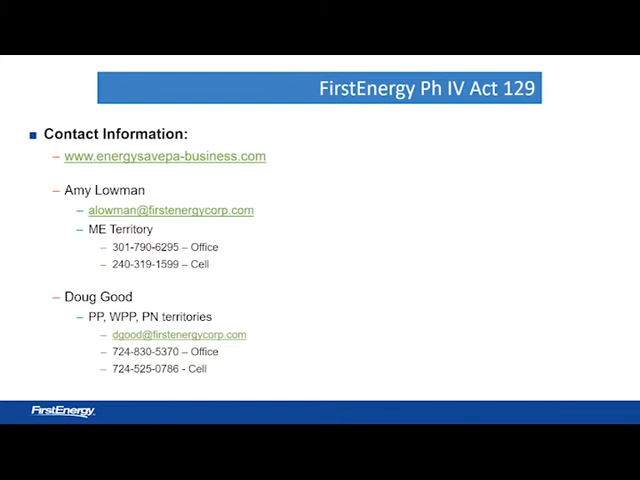 FirstEnergy Ph IV Act 129
Contact Information:
– www.energysavepa-business.com
– Amy Lowman
– alowman@firstenergycorp.com
– ME Territory
– 301-790-6295 – Office
– 240-319-1599 – Cell
– Doug Good
– PP, WPP, PN territories
– dgood@firstenergycorp.com
– 724-830-5370 – Office
– 724-525-0786 - Cell
FirstEnergy